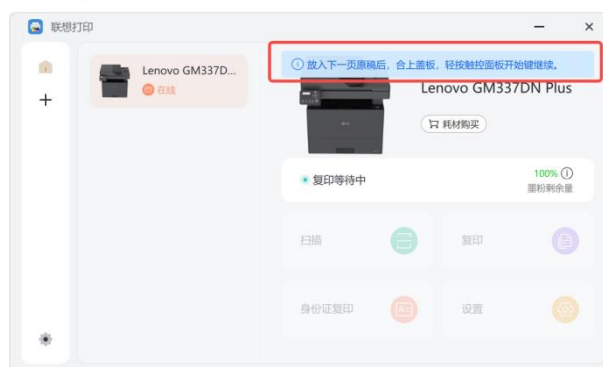 联想打印
Lenovo GM337D...
在线
放入下一页原稿后，合上盖板，轻按触控面板开始键继续。
Lenovo GM337DN Plus
耗材购买
复印等待中
100%
墨粉剩余量
扫描
复印
身份证复印
设置